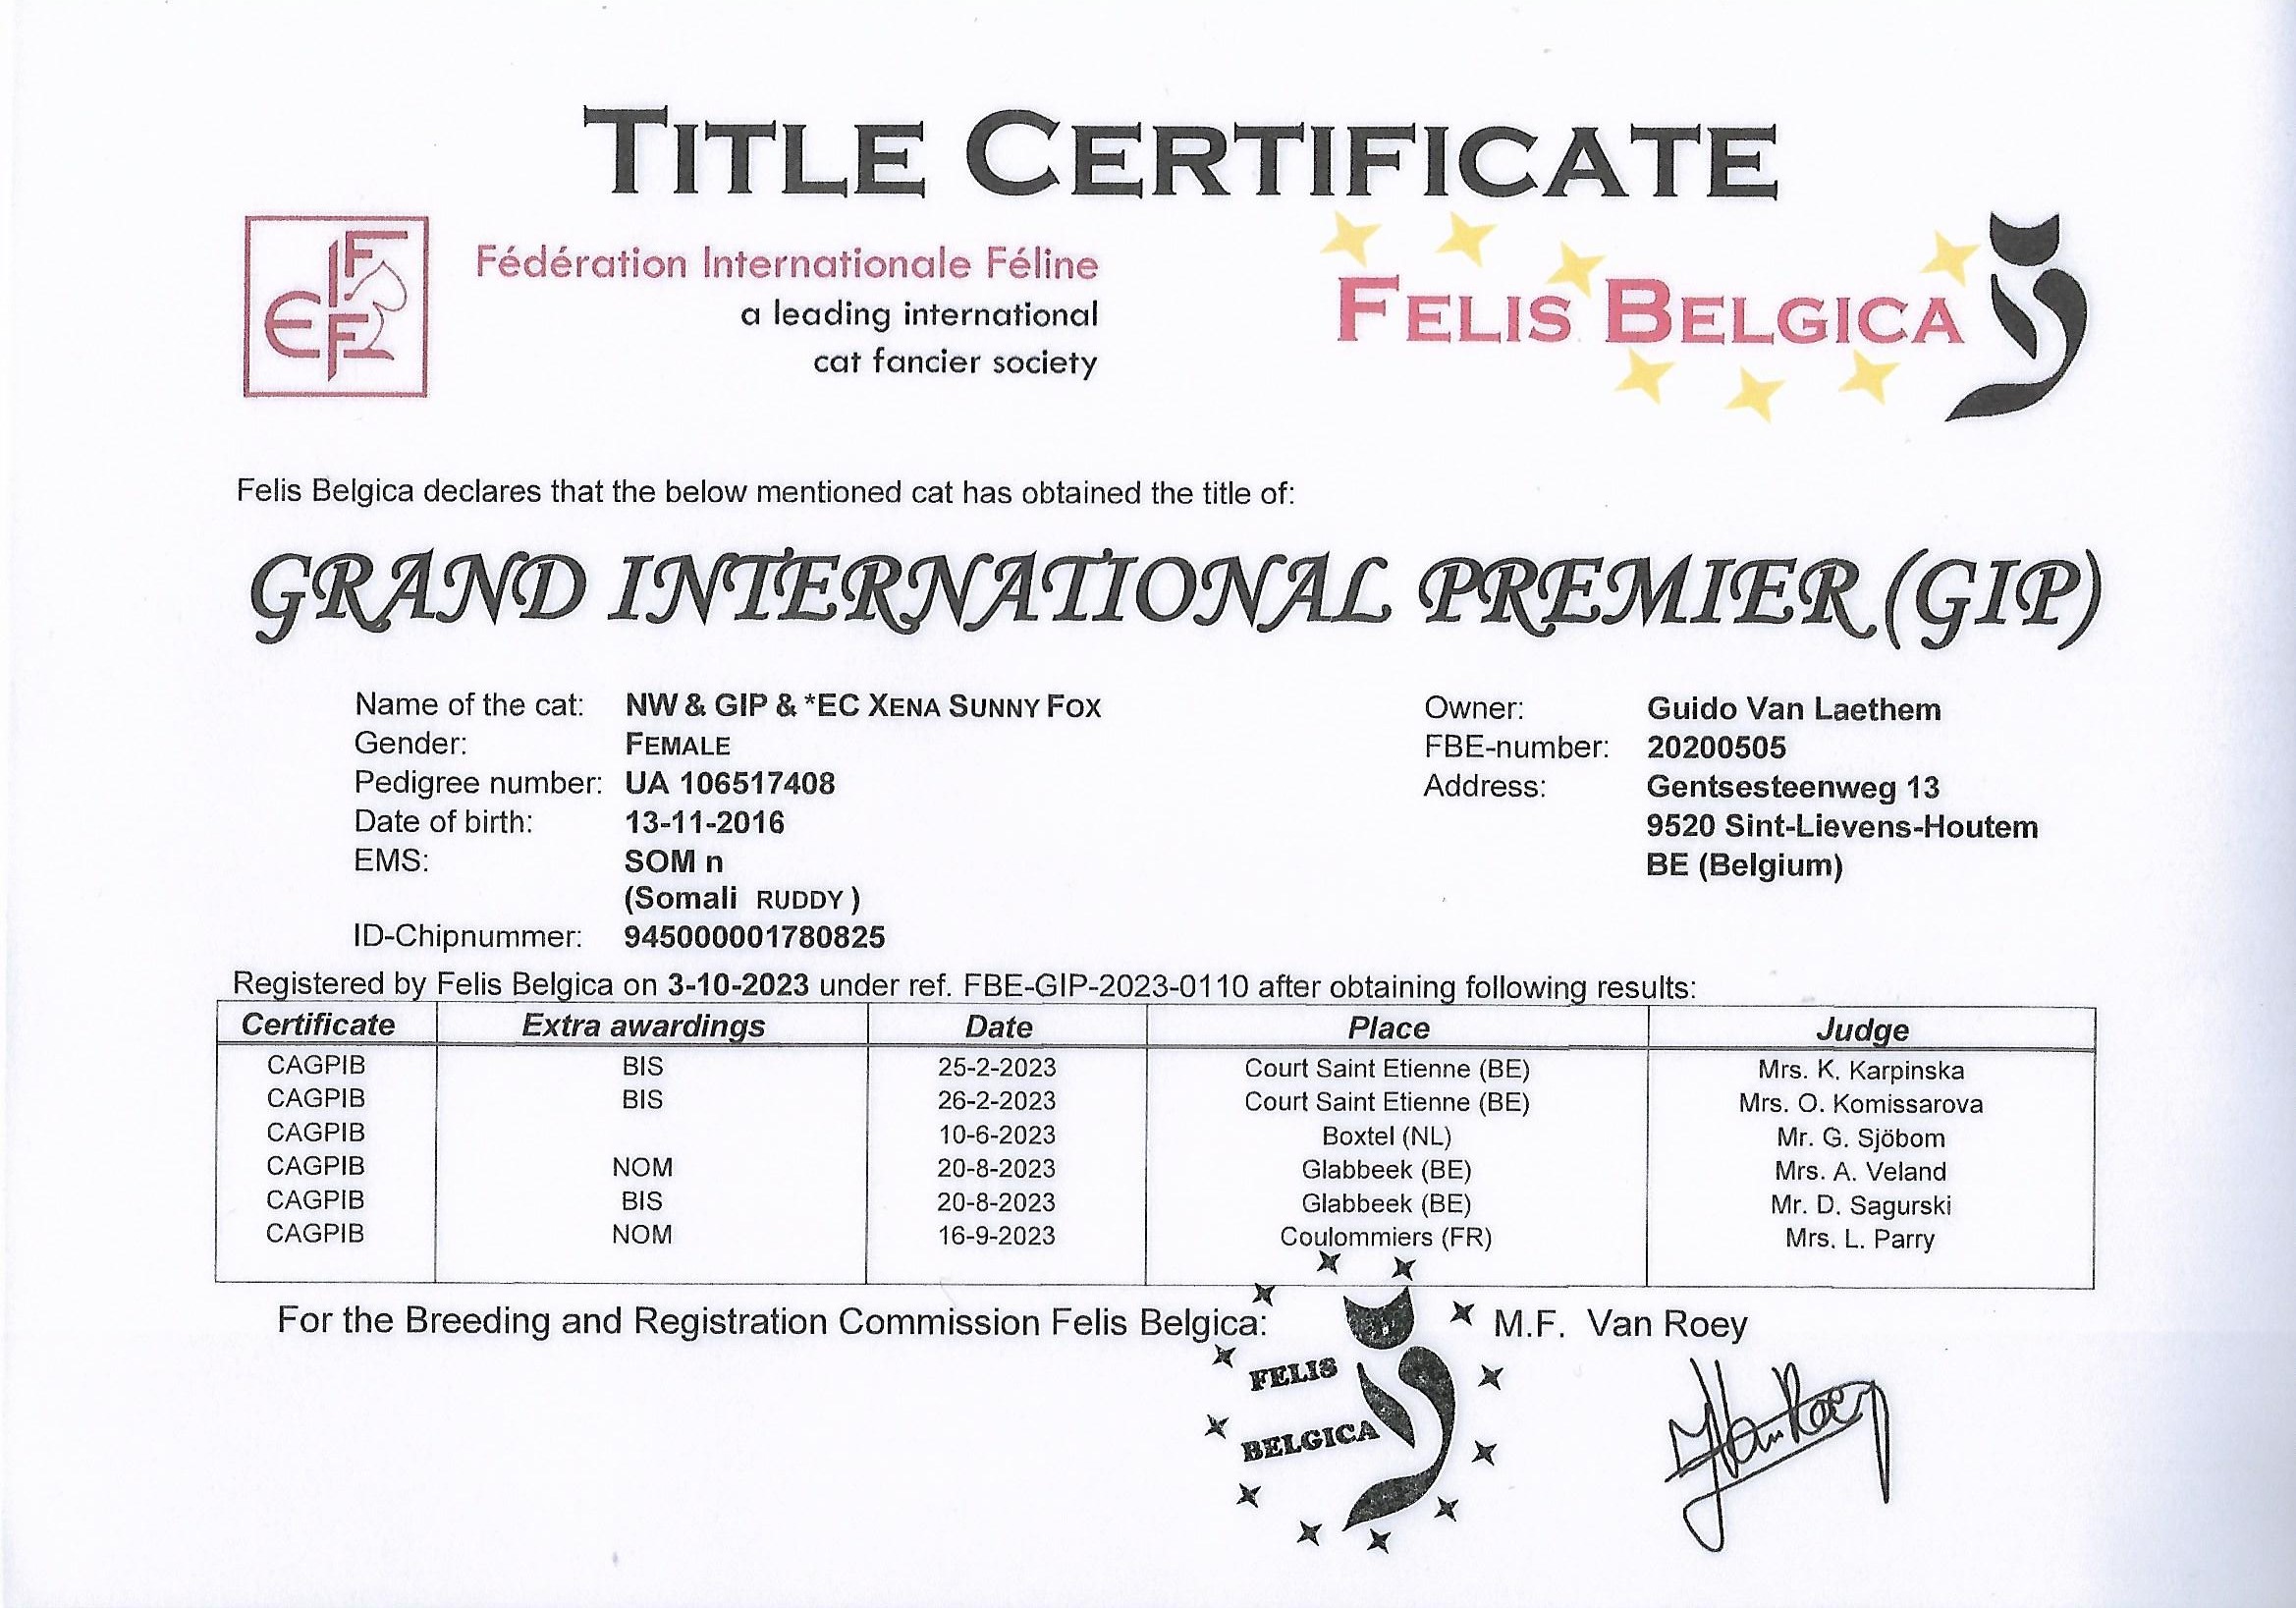 TITLE CERTIFICATE
FIFe
Fédération Internationale Féline
a leading international
cat fancier society
FELIS BELGICA
Felis Belgica declares that the below mentioned cat has obtained the title of:
GRAND INTERNATIONAL PREMIER (GIP)
Name of the cat: NW & GIP & *EC XENA SUNNY FOX
Gender: FEMALE
Pedigree number: UA 106517408
Date of birth: 13-11-2016
EMS: SOM n
(Somali RUDDY )
ID-Chipnummer: 945000001780825
Owner: Guido Van Laethem
FBE-number: 20200505
Address: Gentsesteenweg 13
9520 Sint-Lievens-Houtem
BE (Belgium)
Registered by Felis Belgica on 3-10-2023 under ref. FBE-GIP-2023-0110 after obtaining following results:
Certificate Extra awardings Date Place Judge
CAGPIB BIS 25-2-2023 Court Saint Etienne (BE) Mrs. K. Karpinska
CAGPIB BIS 26-2-2023 Court Saint Etienne (BE) Mrs. O. Komissarova
CAGPIB 10-6-2023 Boxtel (NL) Mr. G. Sjöbom
CAGPIB NOM 20-8-2023 Glabbeek (BE) Mrs. A. Veland
CAGPIB BIS 20-8-2023 Glabbeek (BE) Mr. D. Sagurski
CAGPIB NOM 16-9-2023 Coulommiers (FR) Mrs. L. Parry
For the Breeding and Registration Commission Felis Belgica: M.F. Van Roey
FELIS
BELGICA